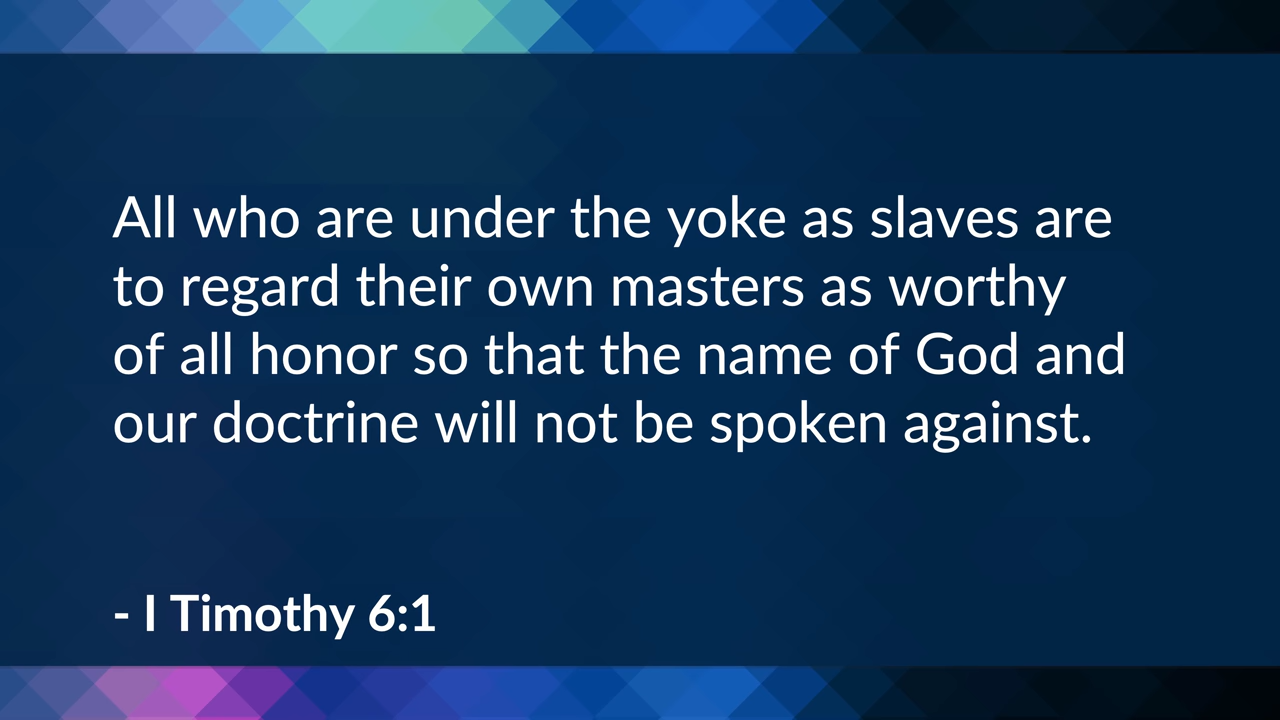 All who are under the yoke as slaves are
to regard their own masters as worthy
of all honor so that the name of God and
our doctrine will not be spoken against.
- I Timothy 6:1